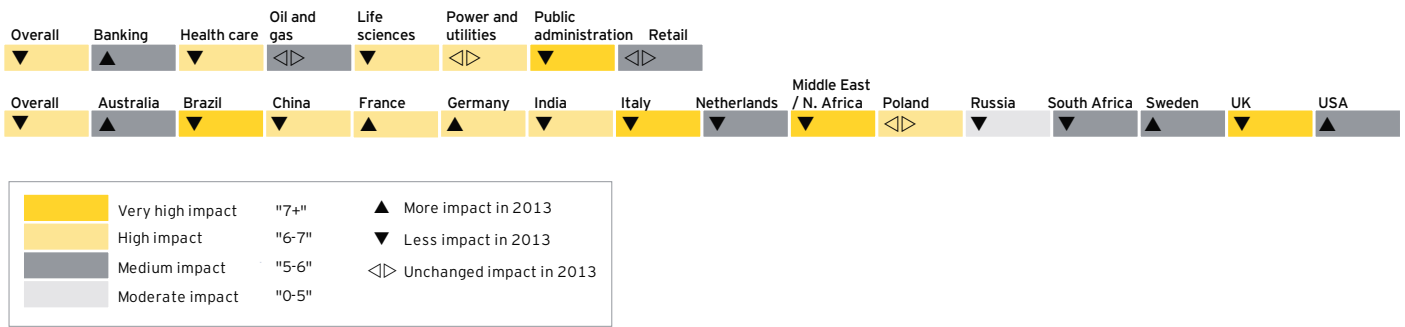 Overall Banking Health care Oil and gas Life sciences Power and utilities Public administration Retail
Overall Australia Brazil China France Germany India Italy Netherlands Middle East / N. Africa Poland Russia South Africa Sweden UK USA
Very high impact "7+" ▲ More impact in 2013
High impact "6-7" ▼ Less impact in 2013
Medium impact "5-6" ◁▷ Unchanged impact in 2013
Moderate impact "0-5"